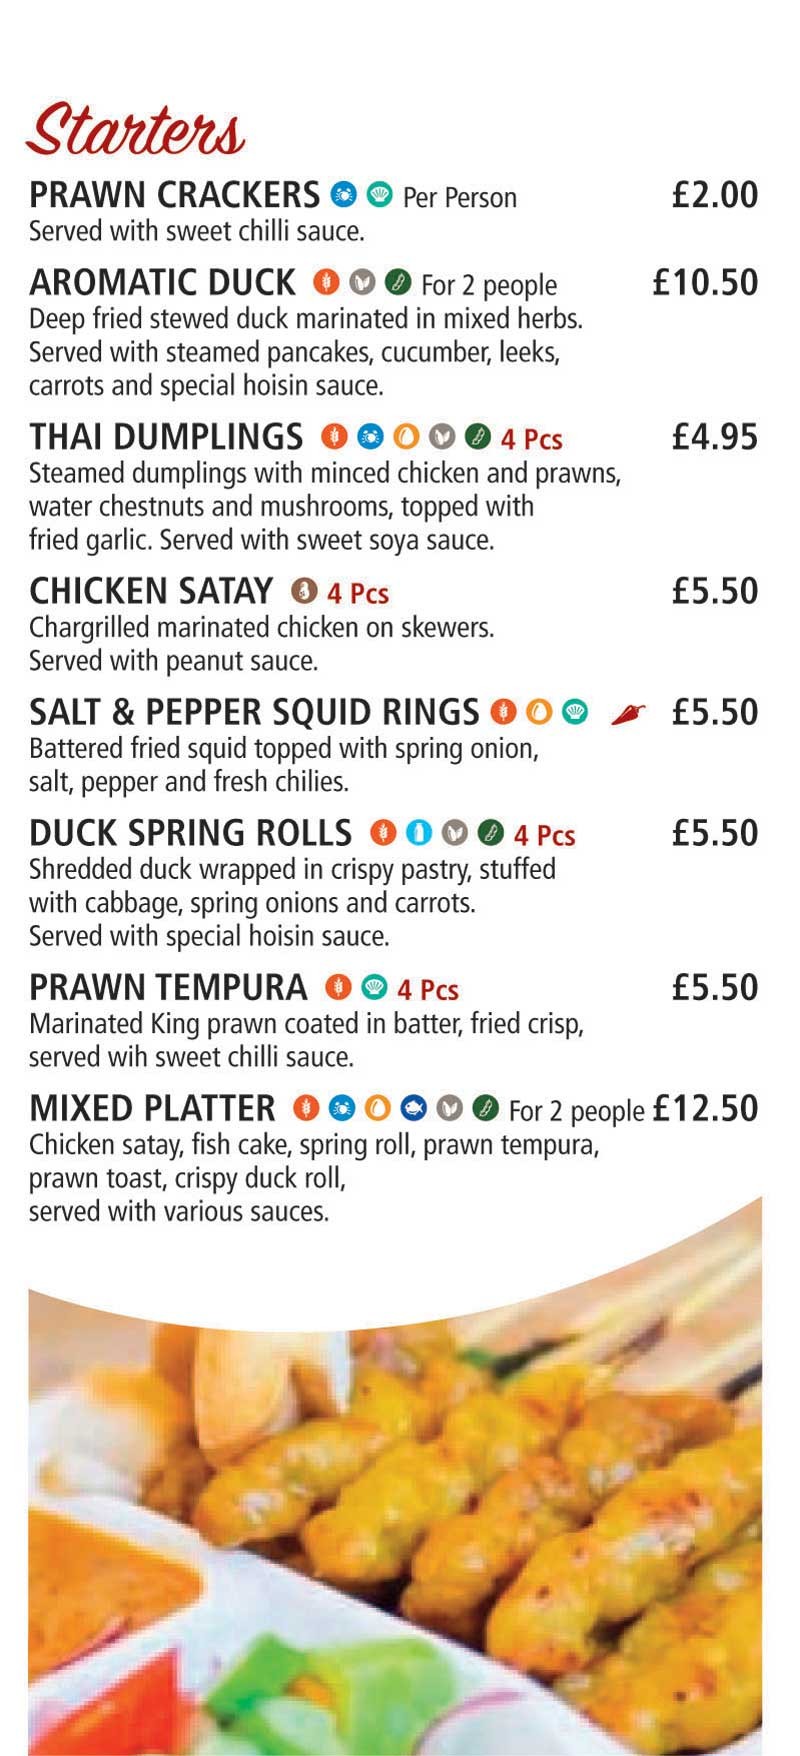 Starters
PRAWN CRACKERS Per Person £2.00
Served with sweet chilli sauce.
AROMATIC DUCK For 2 people £10.50
Deep fried stewed duck marinated in mixed herbs.
Served with steamed pancakes, cucumber, leeks,
carrots and special hoisin sauce.
THAI DUMPLINGS 4 Pcs £4.95
Steamed dumplings with minced chicken and prawns,
water chestnuts and mushrooms, topped with
fried garlic. Served with sweet soya sauce.
CHICKEN SATAY 4 Pcs £5.50
Chargrilled marinated chicken on skewers.
Served with peanut sauce.
SALT & PEPPER SQUID RINGS £5.50
Battered fried squid topped with spring onion,
salt, pepper and fresh chilies.
DUCK SPRING ROLLS 4 Pcs £5.50
Shredded duck wrapped in crispy pastry, stuffed
with cabbage, spring onions and carrots.
Served with special hoisin sauce.
PRAWN TEMPURA 4 Pcs £5.50
Marinated King prawn coated in batter, fried crisp,
served wih sweet chilli sauce.
MIXED PLATTER For 2 people £12.50
Chicken satay, fish cake, spring roll, prawn tempura,
prawn toast, crispy duck roll,
served with various sauces.